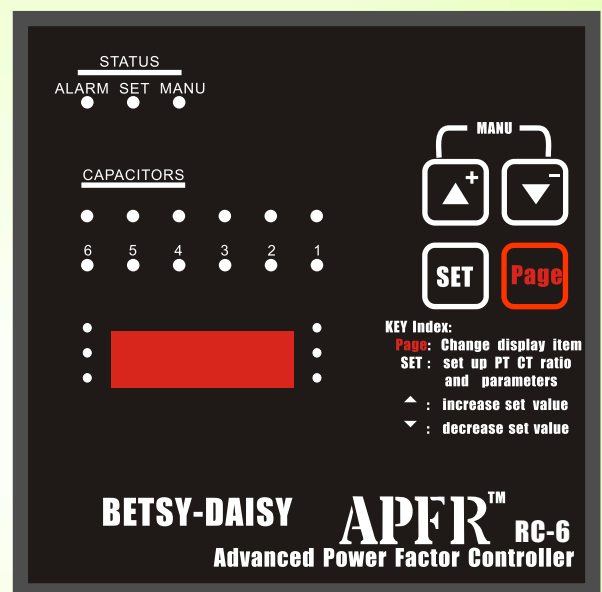 STATUS
ALARM SET MANU
MANU
CAPACITORS
+ −
6 5 4 3 2 1
SET Page
KEY Index:
Page: Change display item
SET : set up PT CT ratio
and parameters
: increase set value
: decrease set value
BETSY-DAISY APFR™ RC-6
Advanced Power Factor Controller